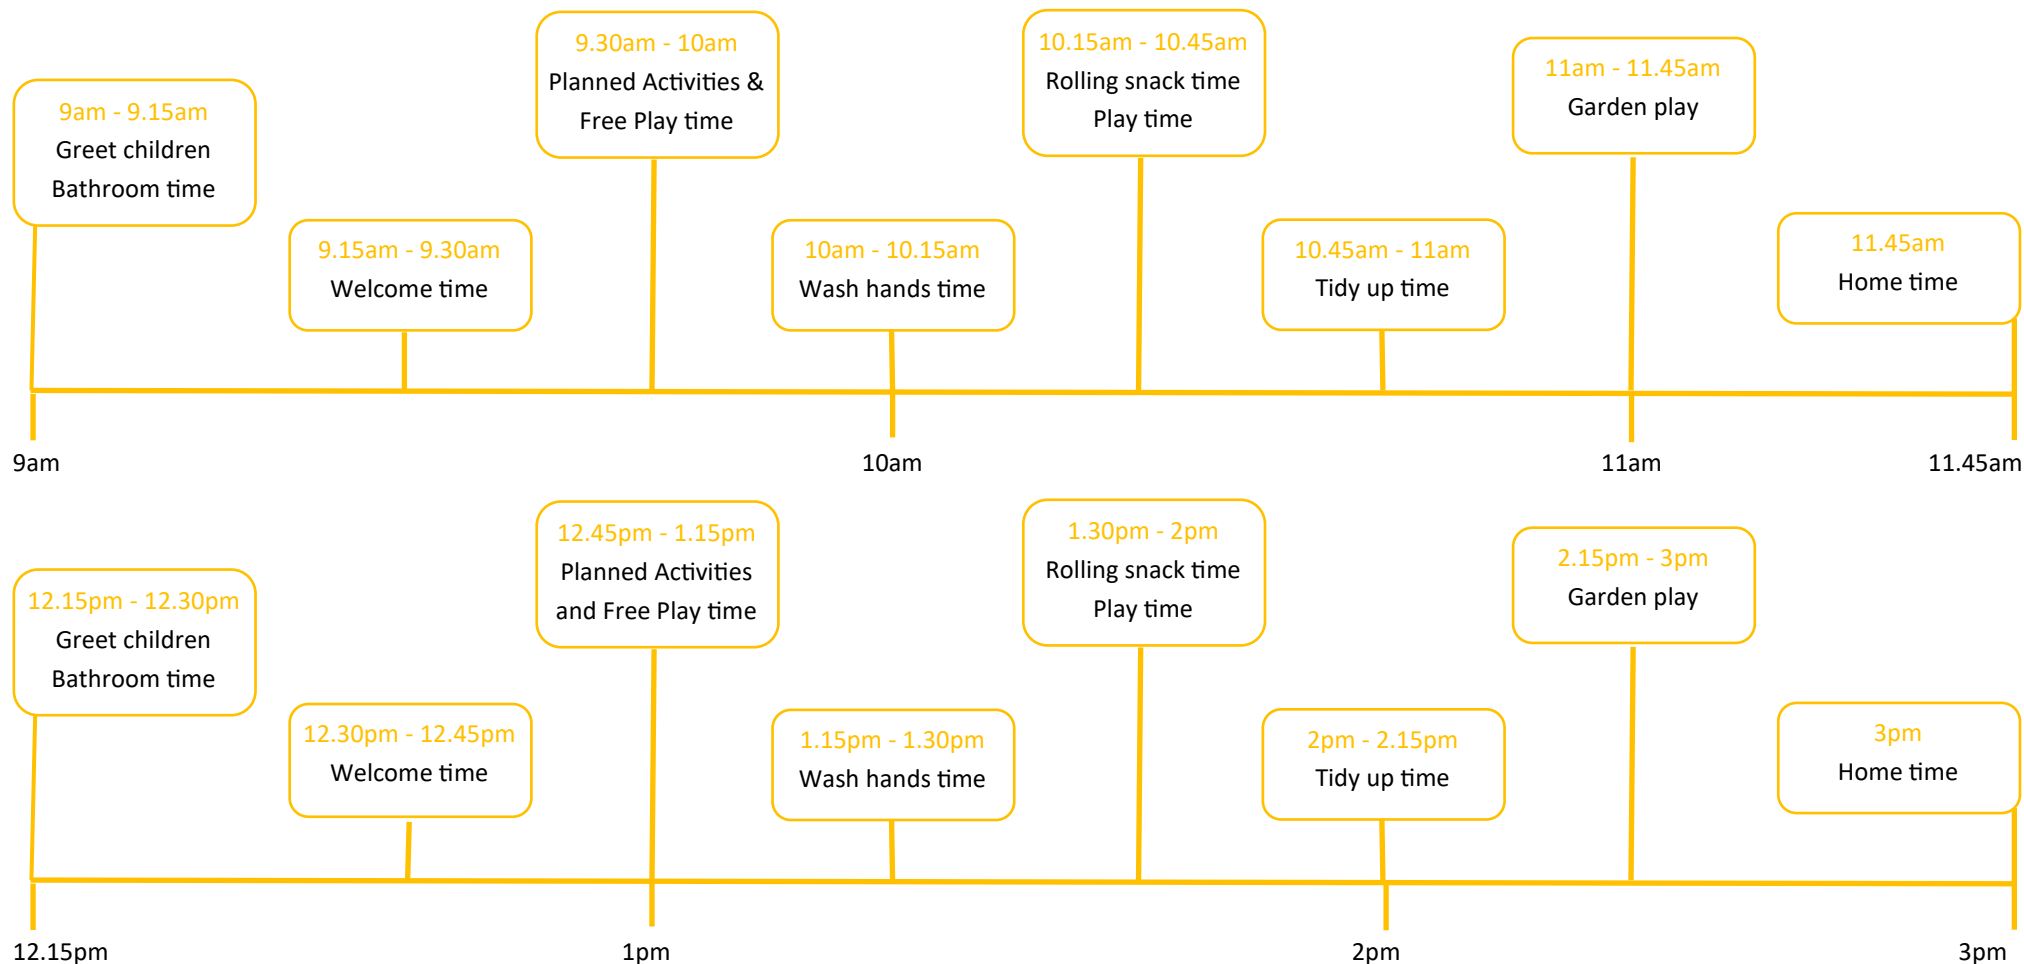 9am - 9.15am
Greet children
Bathroom time
9.15am - 9.30am
Welcome time
9.30am - 10am
Planned Activities &
Free Play time
10am - 10.15am
Wash hands time
10.15am - 10.45am
Rolling snack time
Play time
10.45am - 11am
Tidy up time
11am - 11.45am
Garden play
11.45am
Home time
9am
10am
11am
11.45am
12.15pm - 12.30pm
Greet children
Bathroom time
12.30pm - 12.45pm
Welcome time
12.45pm - 1.15pm
Planned Activities
and Free Play time
1.15pm - 1.30pm
Wash hands time
1.30pm - 2pm
Rolling snack time
Play time
2pm - 2.15pm
Tidy up time
2.15pm - 3pm
Garden play
3pm
Home time
12.15pm
1pm
2pm
3pm